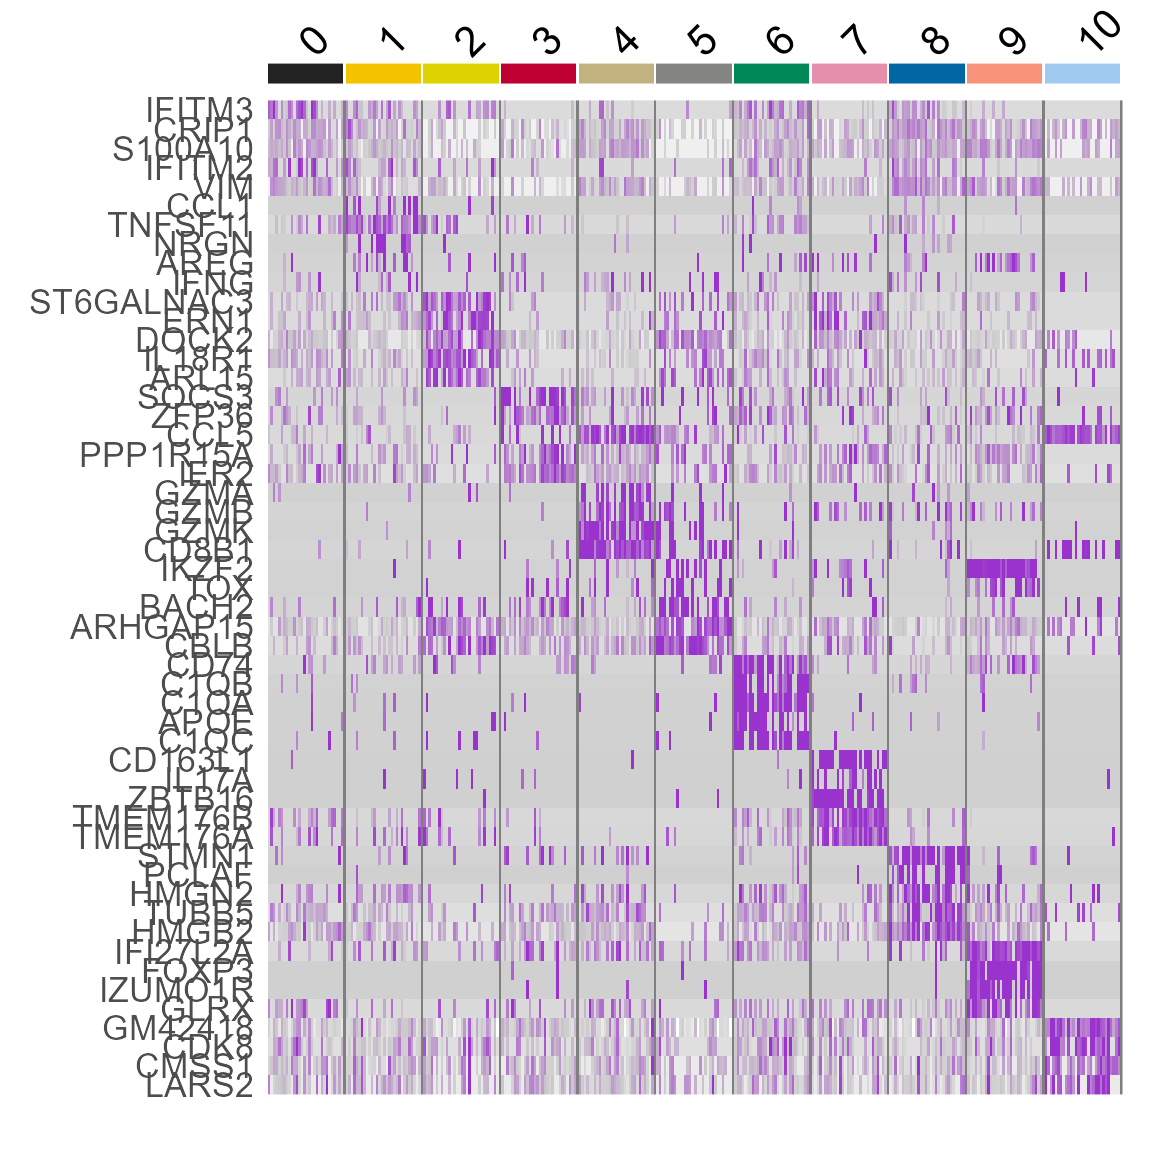 0 1 2 3 4 5 6 7 8 9 10
IFITM3
CRIP1
S100A10
IFITM2
VIM
CCL1
TNFSF11
NRGN
AREG
IFNG
ST6GALNAC3
ERN1
DOCK2
IL18R1
ARL15
SOCS3
ZFP36
CCL5
PPP1R15A
IER2
GZMA
GZMB
GZMK
CD8B1
IKZF2
TOX
BACH2
ARHGAP15
CBLB
CD74
C1QB
C1QA
APOE
C1QC
CD163L1
IL17A
ZBTB16
TMEM176B
TMEM176A
STMN1
PCLAF
HMGN2
TUBB5
HMGB2
IFI27L2A
FOXP3
IZUMO1R
GLRX
GM42418
CDK8
CMSS1
LARS2